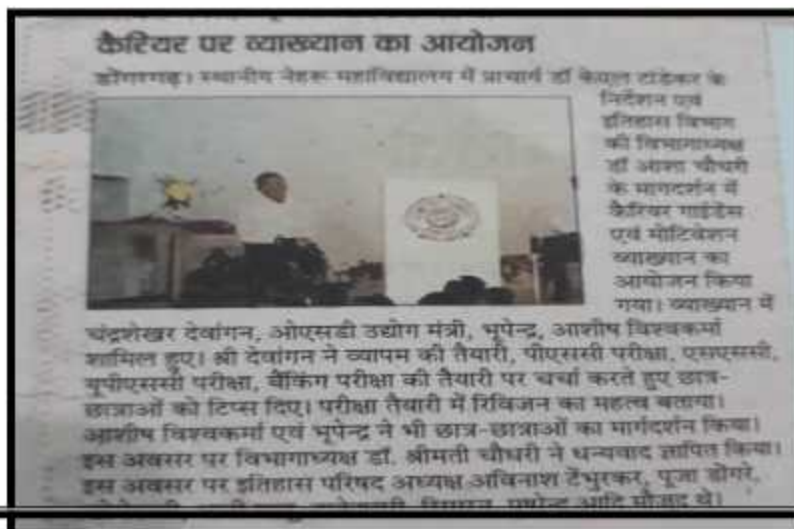 कैरियर पर व्याख्यान का आयोजन
डोंगरगढ़। स्थानीय नेहरू महाविद्यालय में प्राचार्य डॉ केएल टांडेकर के
निर्देशन एवं
इतिहास विभाग
की विभागाध्यक्ष
डॉ आशा चौधरी
के मार्गदर्शन में
कैरियर गाईडेंस
एवं मोटिवेशन
व्याख्यान का
आयोजन किया
गया। व्याख्यान में
चंद्रशेखर देवांगन, ओएसडी उद्योग मंत्री, भूपेन्द्र, आशीष विश्वकर्मा
शामिल हुए। श्री देवांगन ने व्यापम की तैयारी, पीएससी परीक्षा, एसएससी,
यूपीएससी परीक्षा, बैंकिंग परीक्षा की तैयारी पर चर्चा करते हुए छात्र-
छात्राओं को टिप्स दिए। परीक्षा तैयारी में रिविजन का महत्व बताया।
आशीष विश्वकर्मा एवं भूपेन्द्र ने भी छात्र-छात्राओं का मार्गदर्शन किया।
इस अवसर पर विभागाध्यक्ष डॉ. श्रीमती चौधरी ने धन्यवाद ज्ञापित किया।
इस अवसर पर इतिहास परिषद अध्यक्ष अविनाश टेंभुरकर, पूजा डोंगरे,
आदि मौजूद थे।